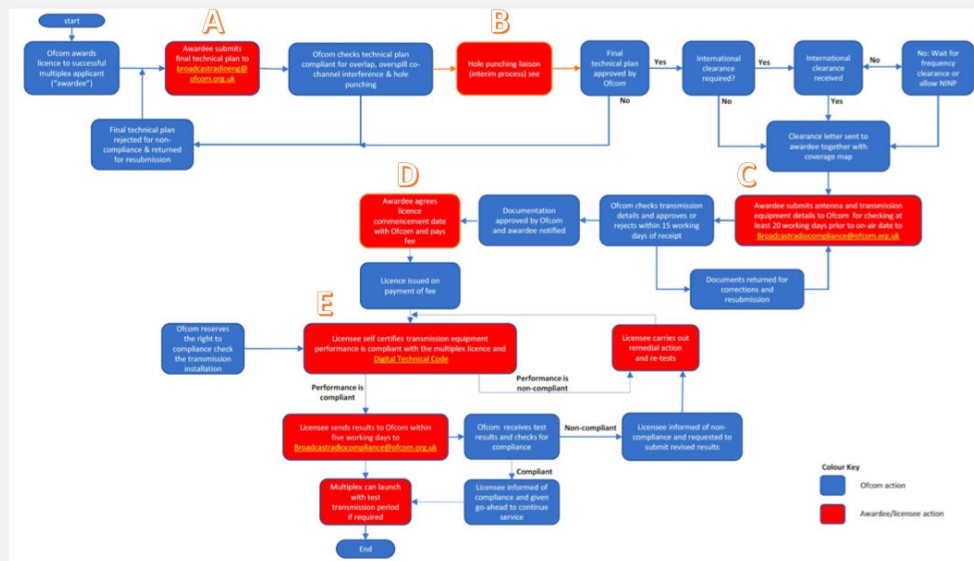 start
A
B
Ofcom awards
licence to successful
multiplex applicant
("awardee")
Awardee submits
final technical plan to
broadcastradioeng@
ofcom.org.uk
Ofcom checks technical plan
compliant for overlap, overspill co-
channel interference & hole
punching
Hole punching liaison
(interim process) see
Final
technical plan
approved by
Ofcom
Yes
International
clearance
required?
Yes
International
clearance
received
No
No: Wait for
frequency
clearance or
allow NINP
No
No
Yes
Final technical plan
rejected for non-
compliance & returned
for resubmission
Clearance letter sent to
awardee together with
coverage map
D
C
Awardee agrees
licence
commencement date
with Ofcom and pays
fee
Documentation
approved by Ofcom
and awardee notified
Ofcom checks transmission
details and approves or
rejects within 15 working
days of receipt
Awardee submits antenna and transmission
equipment details to Ofcom for checking at
least 20 working days prior to on-air date to
Broadcastradiocompliance@ofcom.org.uk
Licence issued on
payment of fee
Documents returned for
corrections and
resubmission
E
Ofcom reserves
the right to
compliance check
the transmission
installation
Licensee self certifies transmission equipment
performance is compliant with the multiplex licence and
Digital Technical Code
Licensee carries out
remedial action
and re-tests
Performance is
compliant
Performance is
non-compliant
Licensee sends results to Ofcom within
five working days to
Broadcastradiocompliance@ofcom.org.uk
Ofcom receives test
results and checks for
compliance
Non-compliant
Licensee informed of non-
compliance and requested to
submit revised results
Compliant
Multiplex can launch
with test
transmission period
if required
Licensee informed of
compliance and given
go-ahead to continue
service
End
Colour Key
Ofcom action
Awardee/licensee action